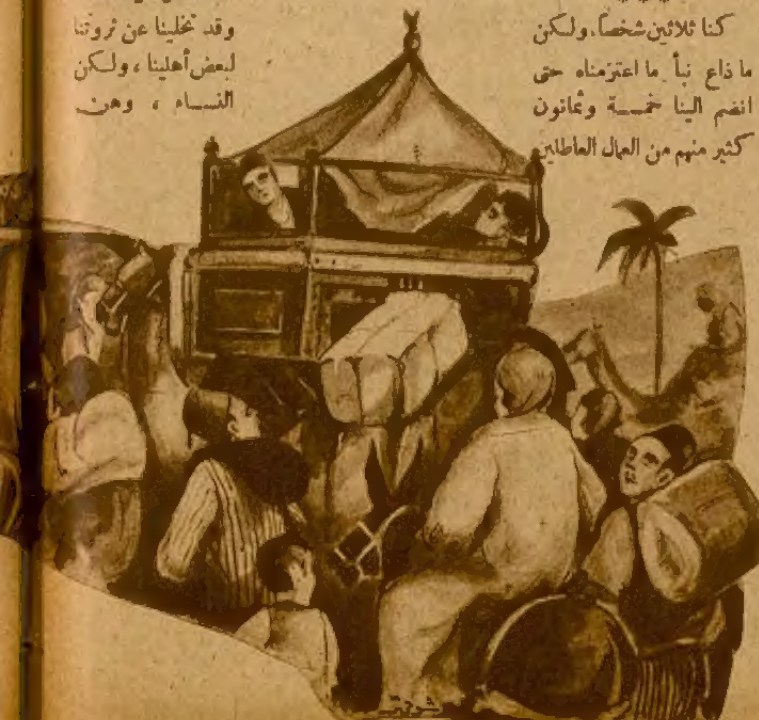 كنا ثلاثين شخصاً. ولكن
ما ذاع نبأ ما اعتزمناه حتى
انضم الينا خمسة وثمانون
كثير منهم من العمال العاطلين
وقد تخلينا عن ثروتنا
لبعض أهلينا ، ولكن
النساء ، وهن